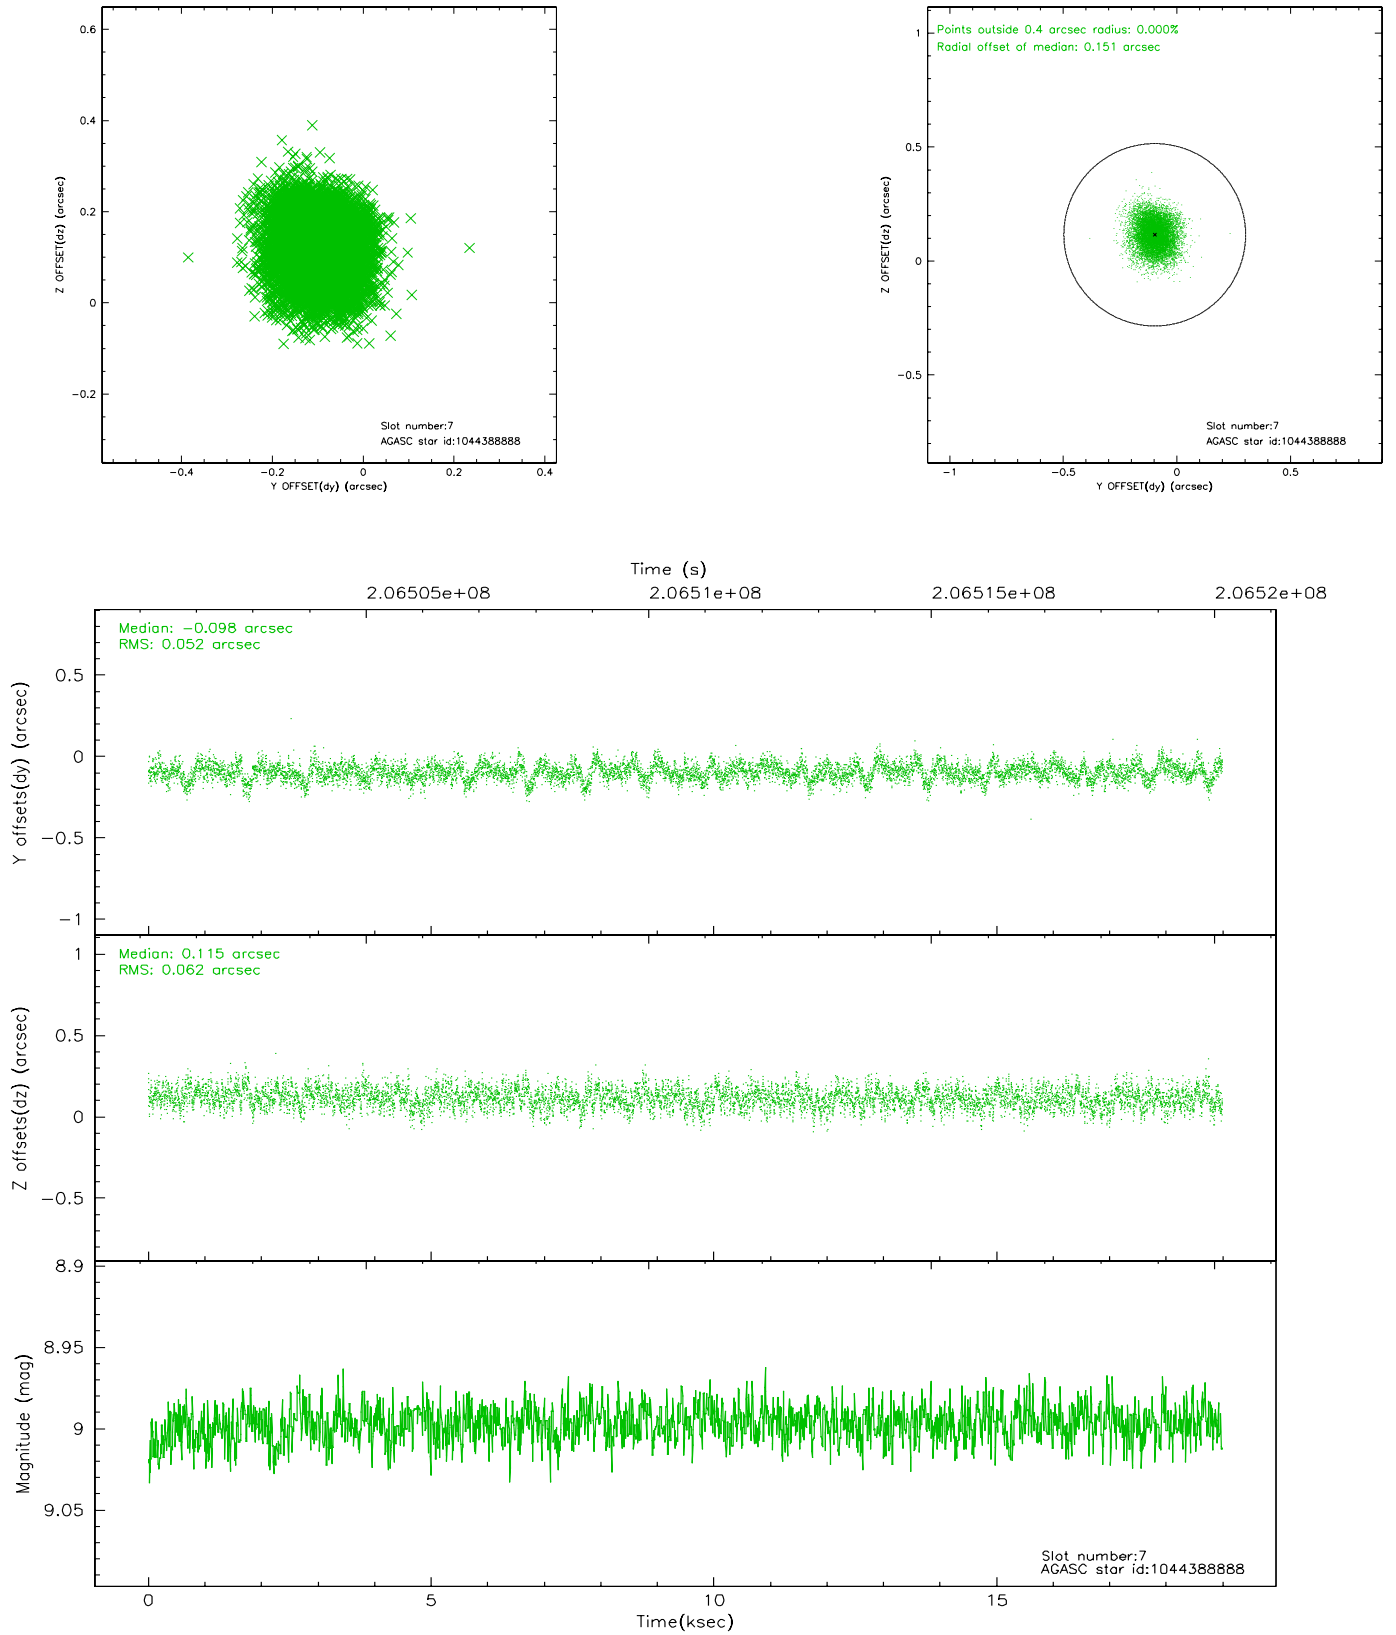 0.6
0.4
0.2
0
−0.2
−0.4
−0.2
0
0.2
0.4
Z OFFSET(dz) (arcsec)
Y OFFSET(dy) (arcsec)
Slot number:7
AGASC star id:1044388888
Points outside 0.4 arcsec radius: 0.000%
Radial offset of median: 0.151 arcsec
1
0.5
0
−0.5
−1
−0.5
0
0.5
Z OFFSET(dz) (arcsec)
Y OFFSET(dy) (arcsec)
Slot number:7
AGASC star id:1044388888
Time (s)
2.06505e+08
2.0651e+08
2.06515e+08
2.0652e+08
Median: −0.098 arcsec
RMS: 0.052 arcsec
0.5
0
−0.5
−1
Y offsets(dy) (arcsec)
Median: 0.115 arcsec
RMS: 0.062 arcsec
1
0.5
0
−0.5
Z offsets(dz) (arcsec)
8.9
8.95
9
9.05
Magnitude (mag)
Slot number:7
AGASC star id:1044388888
0
5
10
15
Time(ksec)